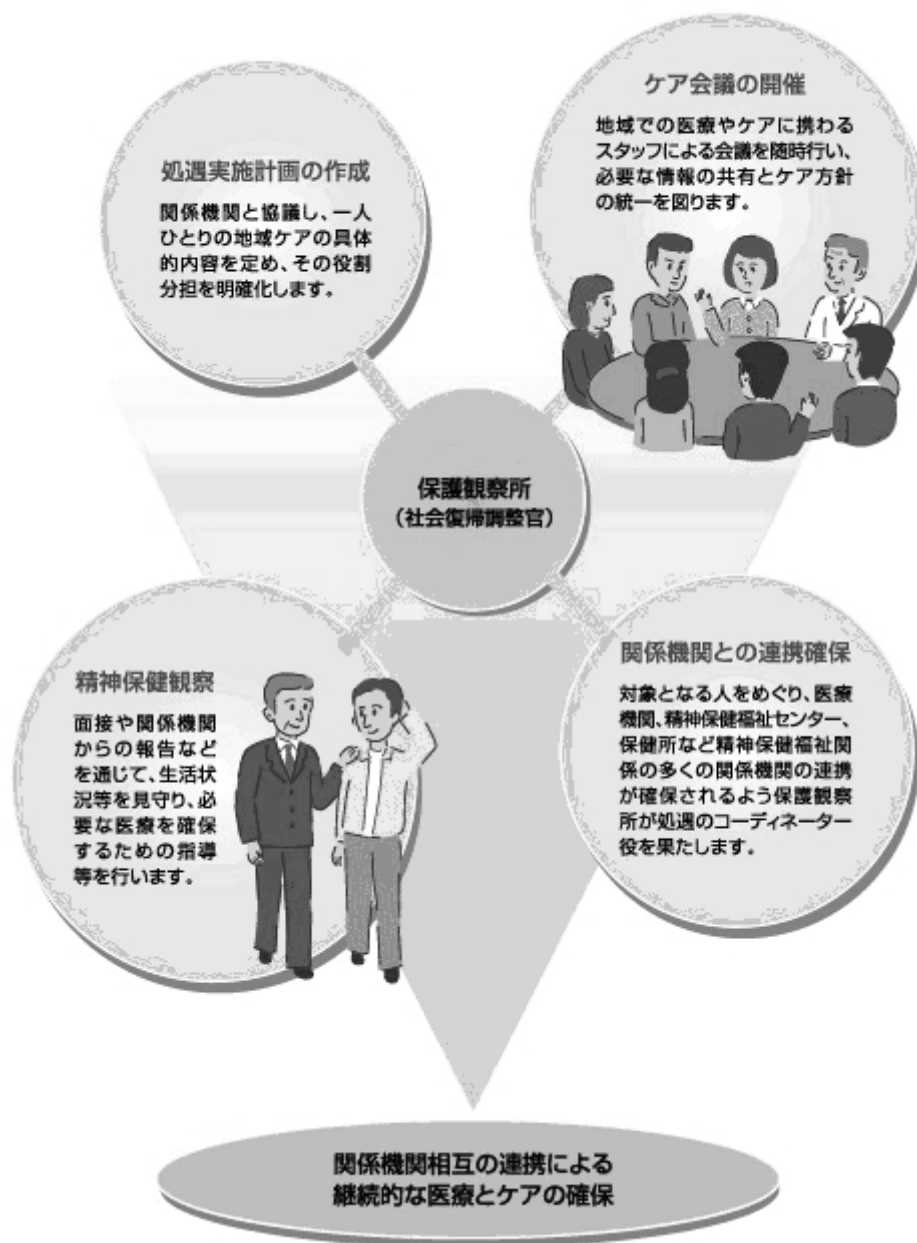 処遇実施計画の作成
関係機関と協議し、一人
ひとりの地域ケアの具体
的内容を定め、その役割
分担を明確化します。
ケア会議の開催
地域での医療やケアに携わる
スタッフによる会議を随時行い、
必要な情報の共有とケア方針
の統一を図ります。
保護観察所
（社会復帰調整官）
精神保健観察
面接や関係機関
からの報告など
を通じて、生活状
況等を見守り、必
要な医療を確保
するための指導
等を行います。
関係機関との連携確保
対象となる人をめぐり、医療
機関、精神保健福祉センター、
保健所など精神保健福祉関
係の多くの関係機関の連携
が確保されるよう保護観察
所が処遇のコーディネーター
役を果たします。
関係機関相互の連携による
継続的な医療とケアの確保